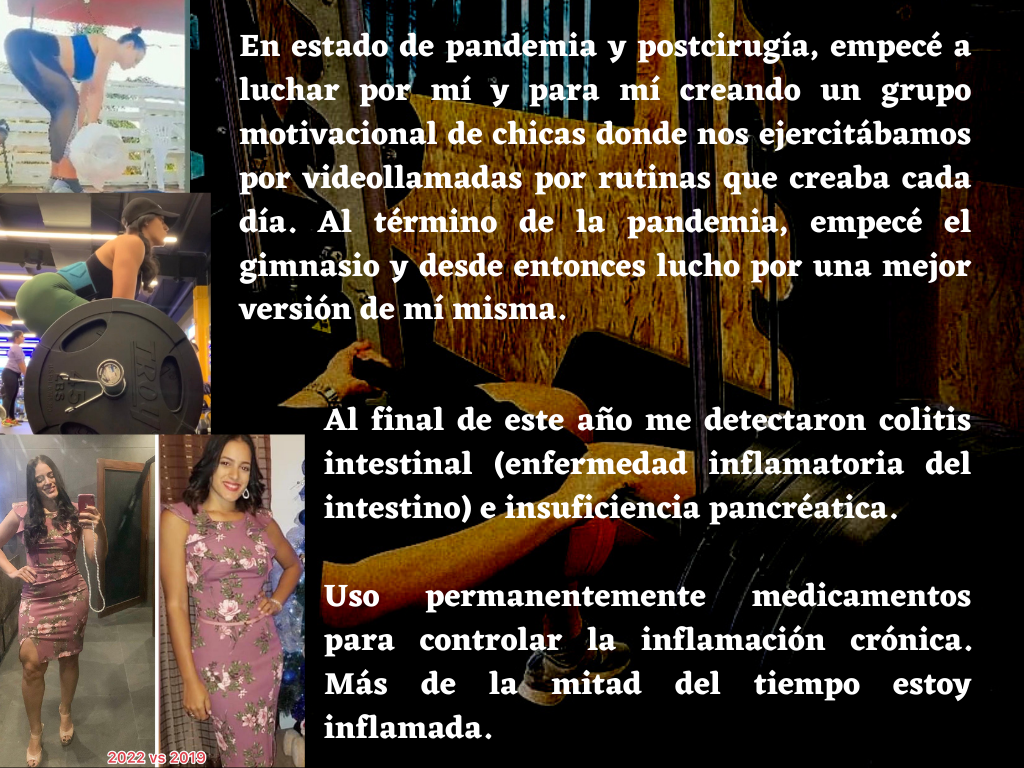 En estado de pandemia y postcirugía, empecé a
luchar por mí y para mí creando un grupo
motivacional de chicas donde nos ejercitábamos
por videollamadas por rutinas que creaba cada
día. Al término de la pandemia, empecé el
gimnasio y desde entonces lucho por una mejor
versión de mí misma.
Al final de este año me detectaron colitis
intestinal (enfermedad inflamatoria del
intestino) e insuficiencia pancréatica.
Uso permanentemente medicamentos
para controlar la inflamación crónica.
Más de la mitad del tiempo estoy
inflamada.
2022 vs 2019